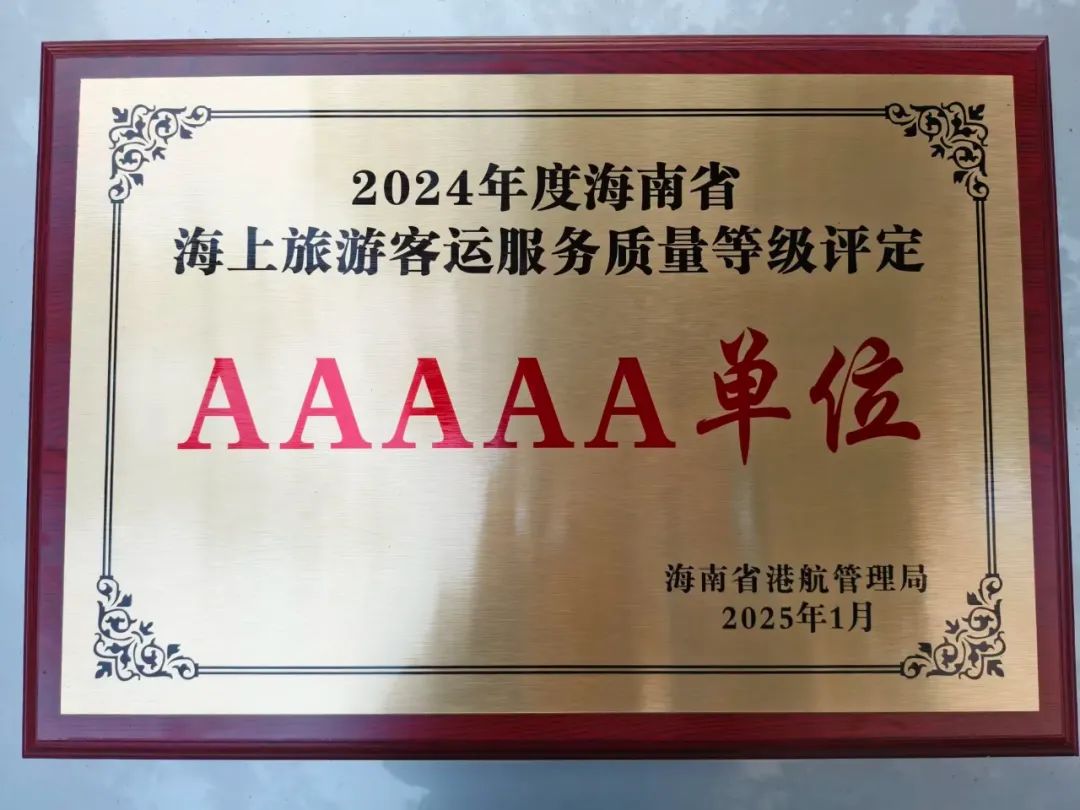 2024年度海南省
海上旅游客运服务质量等级评定
AAAAA单位
海南省港航管理局
2025年1月